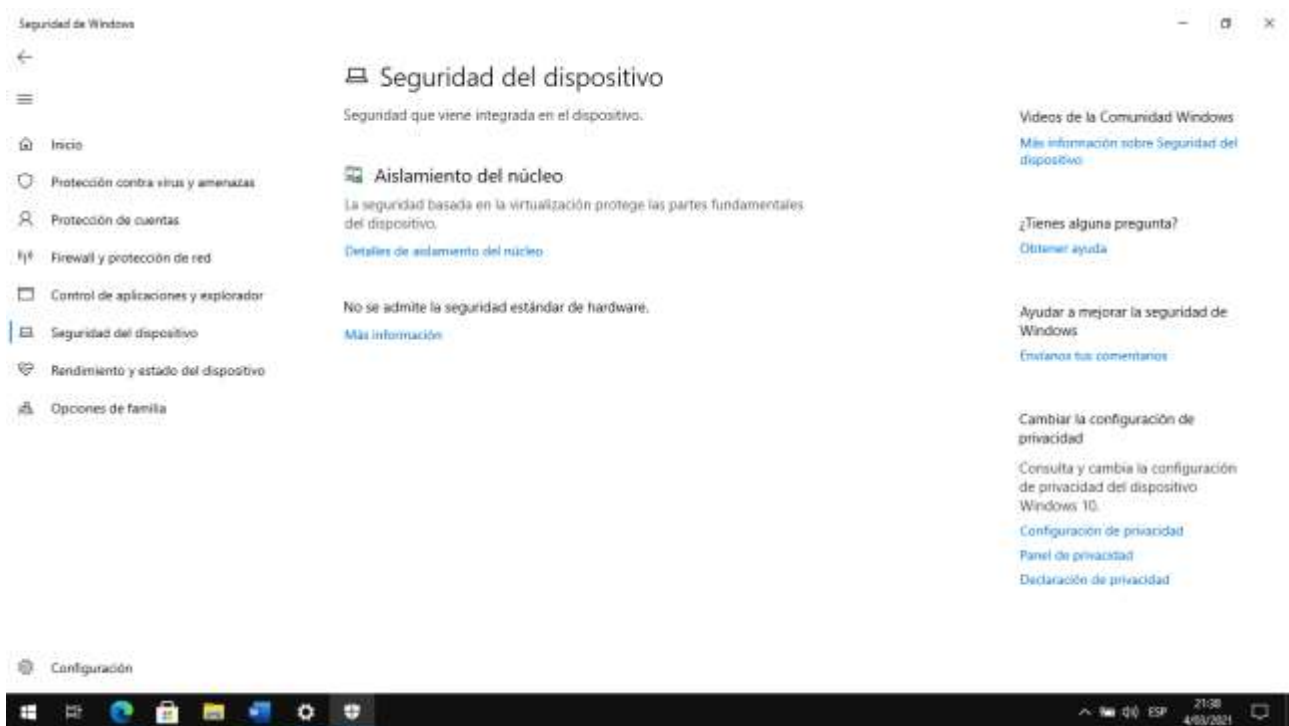 Seguridad de Windows
Inicio
Protección contra virus y amenazas
Protección de cuentas
Firewall y protección de red
Control de aplicaciones y explorador
Seguridad del dispositivo
Rendimiento y estado del dispositivo
Opciones de familia
Configuración
Seguridad del dispositivo
Seguridad que viene integrada en el dispositivo.
Aislamiento del núcleo
La seguridad basada en la virtualización protege las partes fundamentales
del dispositivo.
Detalles de aislamiento del núcleo
No se admite la seguridad estándar de hardware.
Más información
Videos de la Comunidad Windows
Más información sobre Seguridad del
dispositivo
¿Tienes alguna pregunta?
Obtener ayuda
Ayudar a mejorar la seguridad de
Windows
Envíanos tus comentarios
Cambiar la configuración de
privacidad
Consulta y cambia la configuración
de privacidad del dispositivo
Windows 10.
Configuración de privacidad
Panel de privacidad
Declaración de privacidad
ESP
21:38
4/03/2021